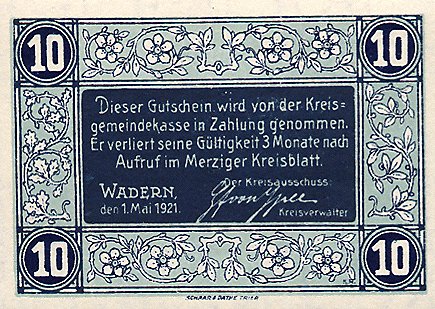 10 10
Dieser Gutschein wird von der Kreis=
gemeindekasse in Zahlung genommen.
Er verliert seine Gültigkeit 3 Monate nach
Aufruf im Merziger Kreisblatt.
WADERN,
den 1. Mai 1921.
Der Kreisausschuss:
Kreisverwalter
10 10
SCHAAR & DATHE TRIER